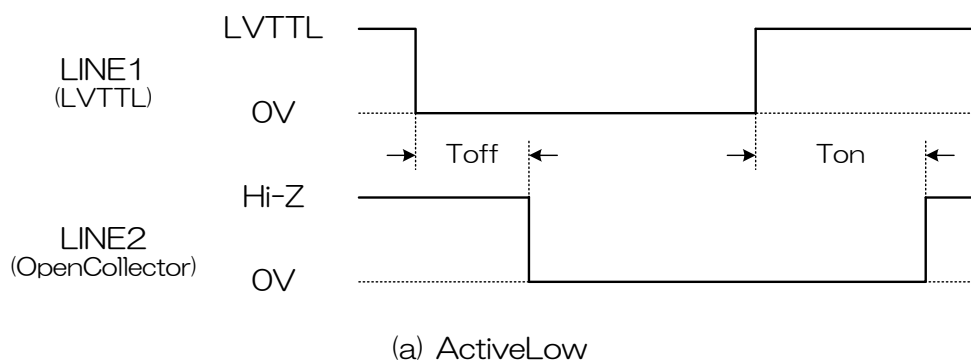 LVTTL
LINE1
(LVTTL)
0V
Toff
Ton
Hi-Z
LINE2
(OpenCollector)
0V
(a) ActiveLow